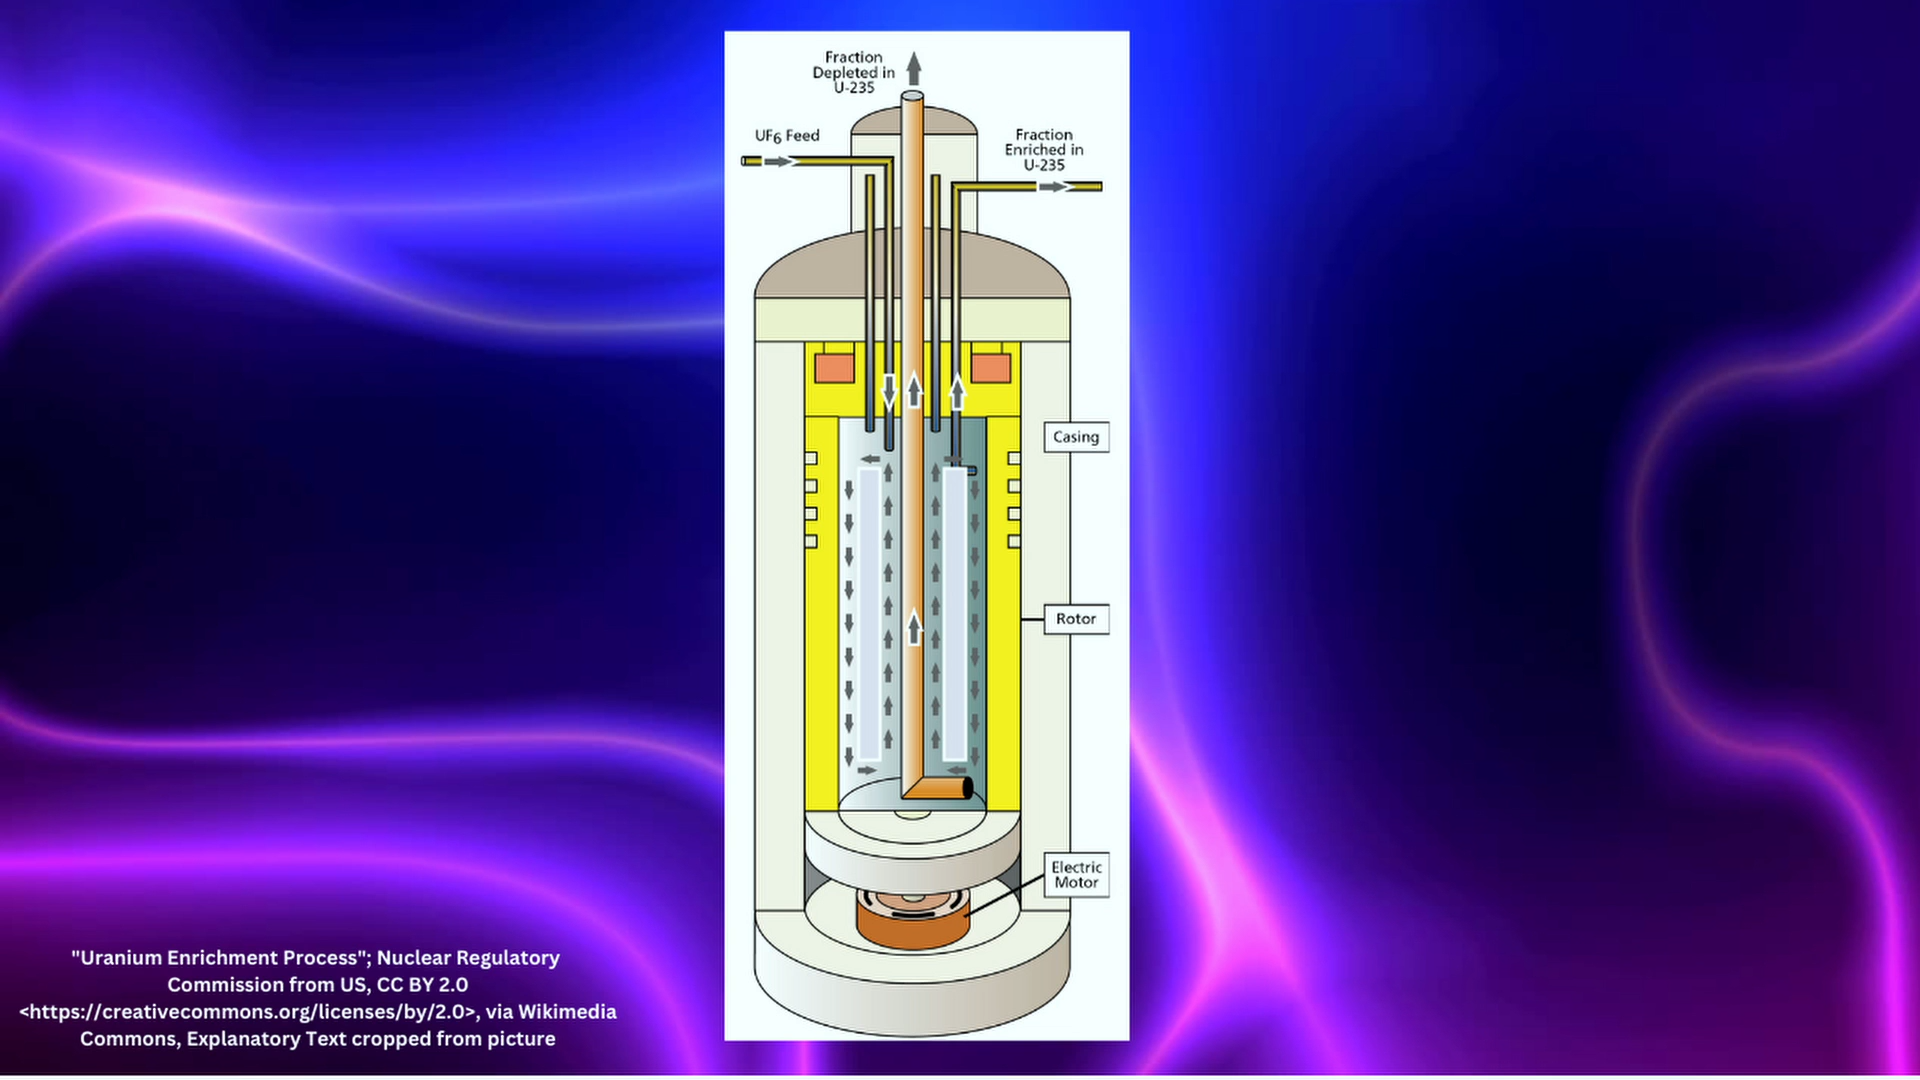 Fraction
Depleted in
U-235
UF6 Feed
Fraction
Enriched in
U-235
Casing
Rotor
Electric
Motor
"Uranium Enrichment Process"; Nuclear Regulatory
Commission from US, CC BY 2.0
<https://creativecommons.org/licenses/by/2.0>, via Wikimedia
Commons, Explanatory Text cropped from picture